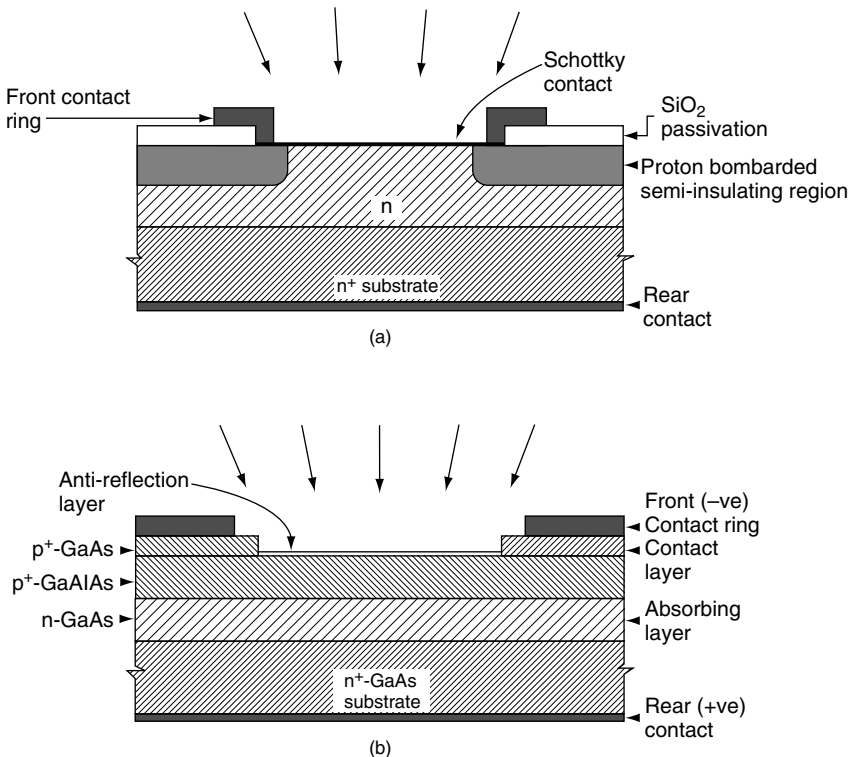 Front contact
ring
Schottky
contact
SiO₂
passivation
Proton bombarded
semi-insulating region
n
n⁺ substrate
Rear
contact
(a)
Anti-reflection
layer
Front (–ve)
Contact ring
p⁺-GaAs
Contact
layer
p⁺-GaAlAs
n-GaAs
Absorbing
layer
n⁺-GaAs
substrate
Rear (+ve)
contact
(b)